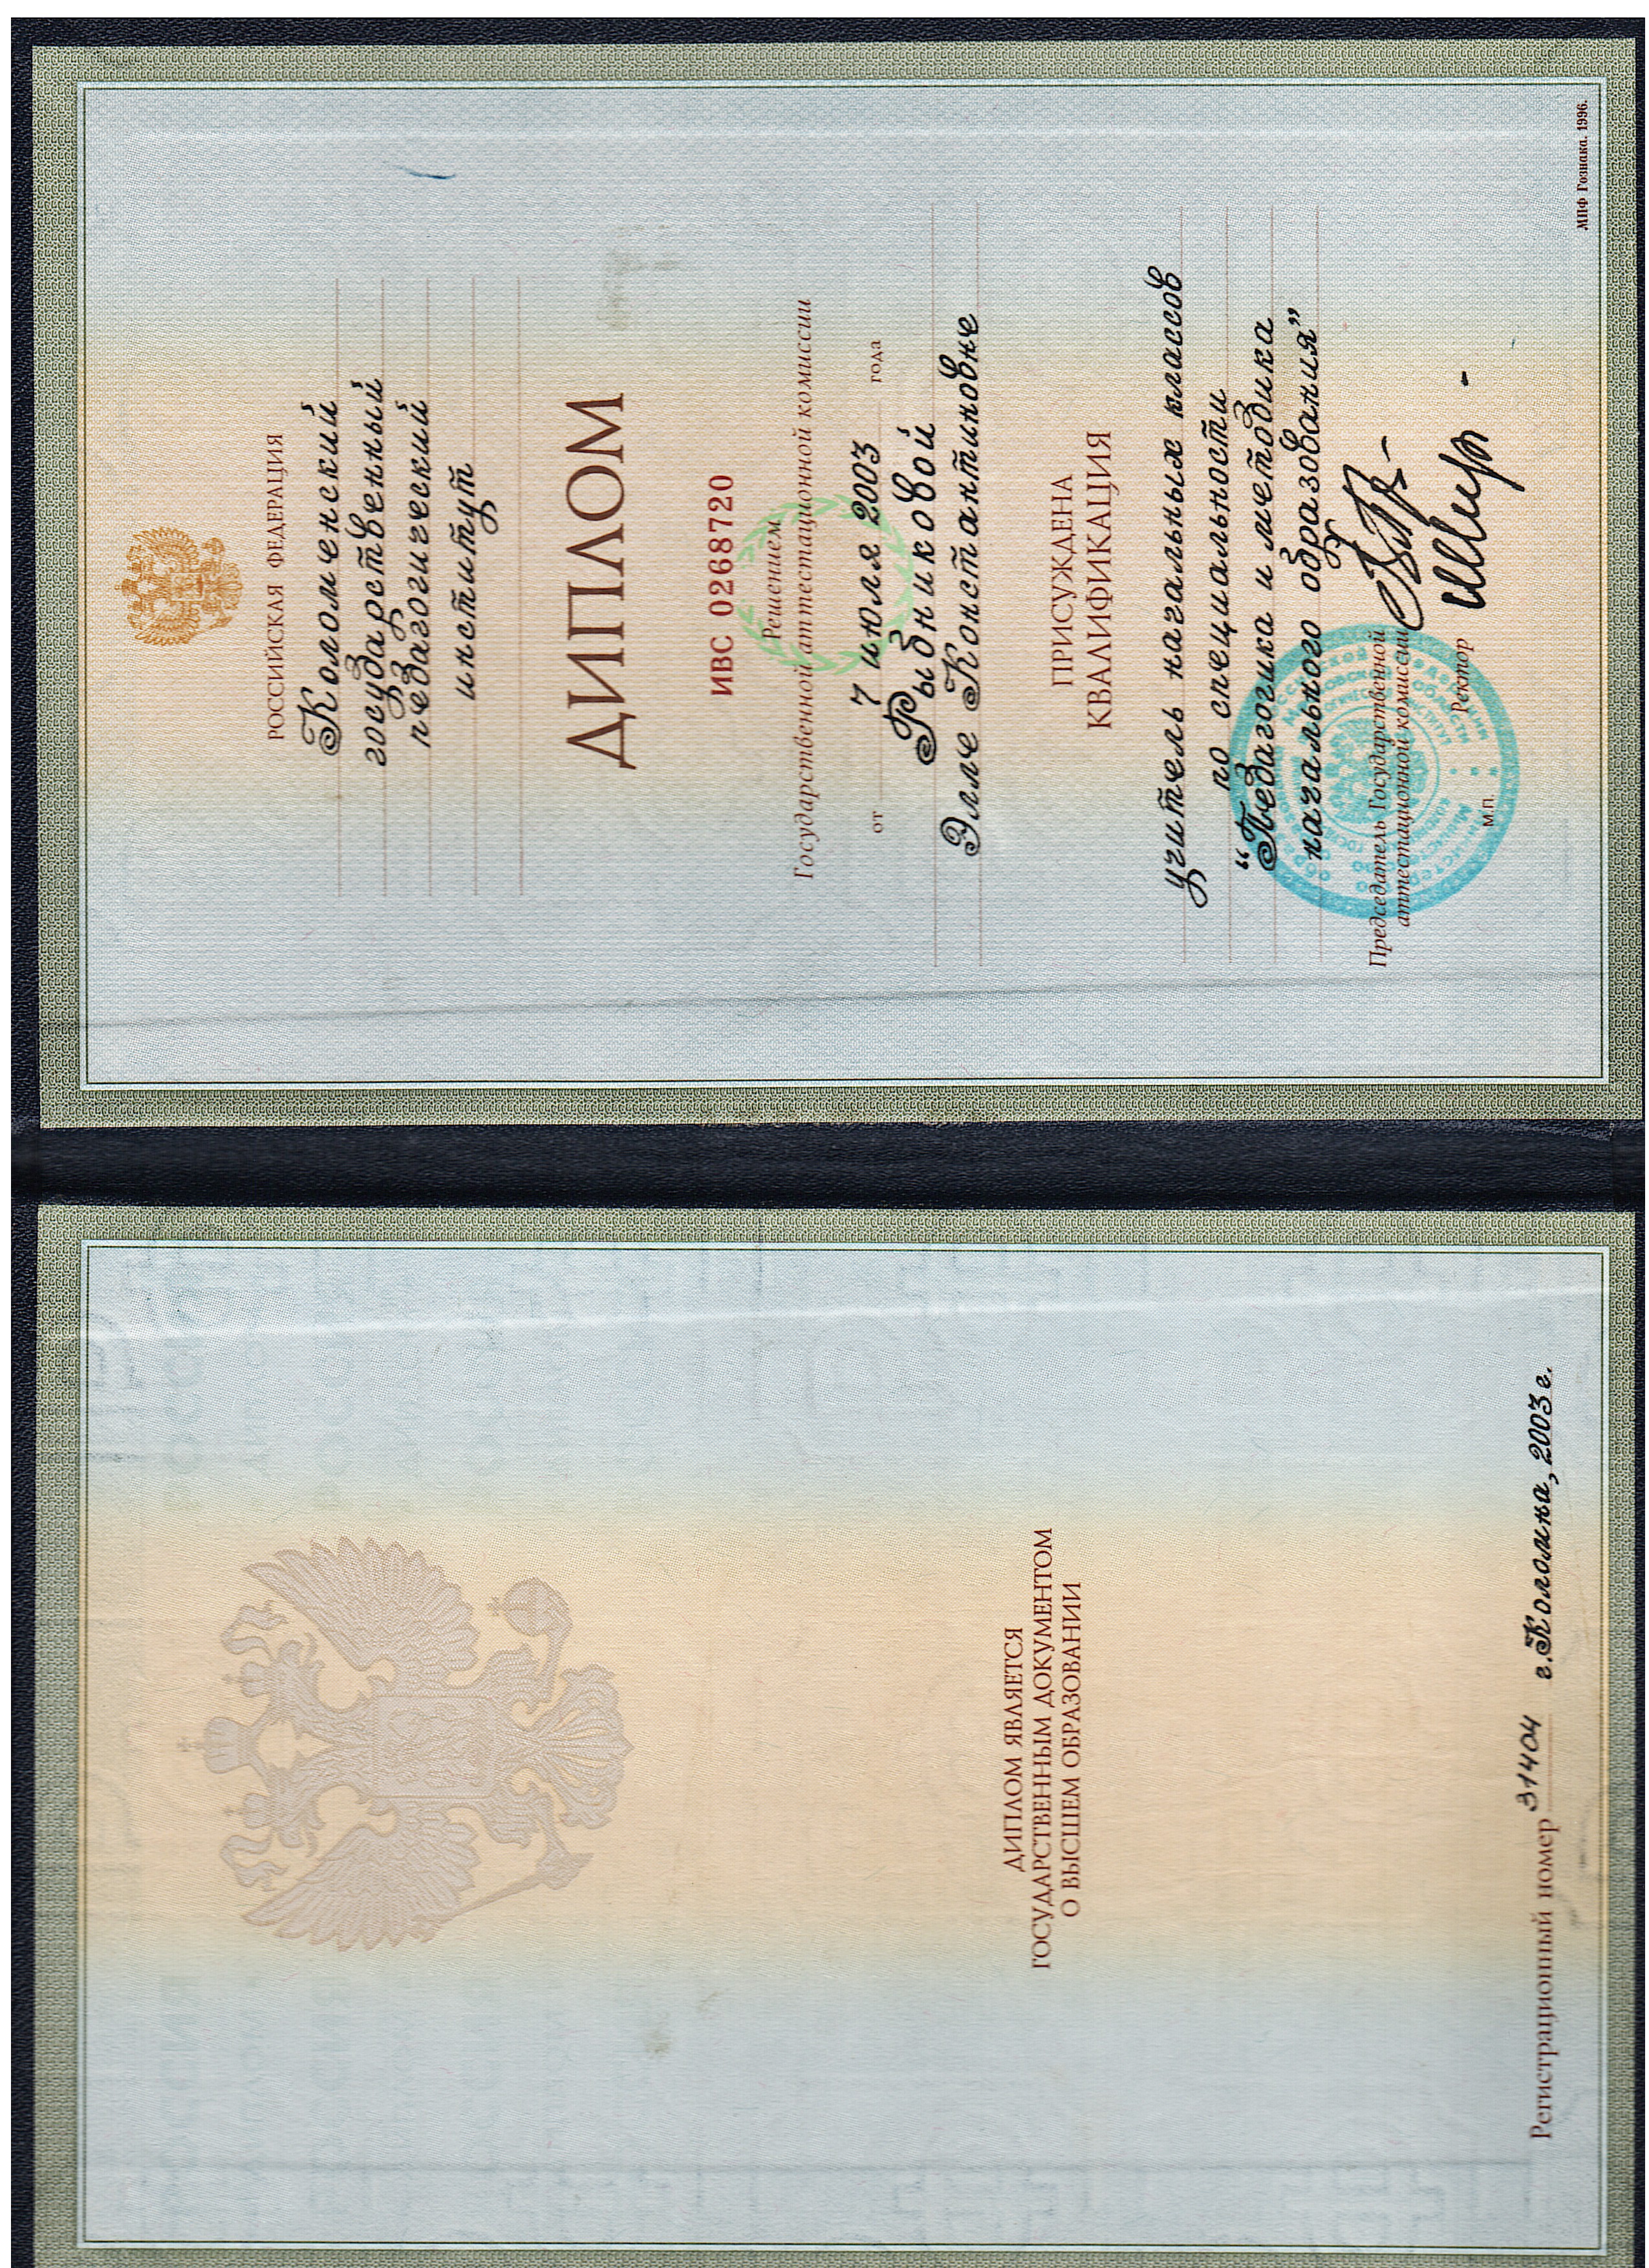 ДИПЛОМ ЯВЛЯЕТСЯ
ГОСУДАРСТВЕННЫМ ДОКУМЕНТОМ
О ВЫСШЕМ ОБРАЗОВАНИИ
Регистрационный номер 31404 г. Коломна, 2003 г.
РОССИЙСКАЯ ФЕДЕРАЦИЯ
Коломенский
государственный
педагогический
институт
ДИПЛОМ
ИВС 0268720
Решением
Государственной аттестационной комиссии
от 7 июля 2003 года
Рыбниковой
Элле Константиновне
ПРИСУЖДЕНА
КВАЛИФИКАЦИЯ
учитель начальных классов
по специальности
“Педагогика и методика
начального образования”
Председатель Государственной
аттестационной комиссии
Ректор
М.П.
МПФ Гознака. 1996.